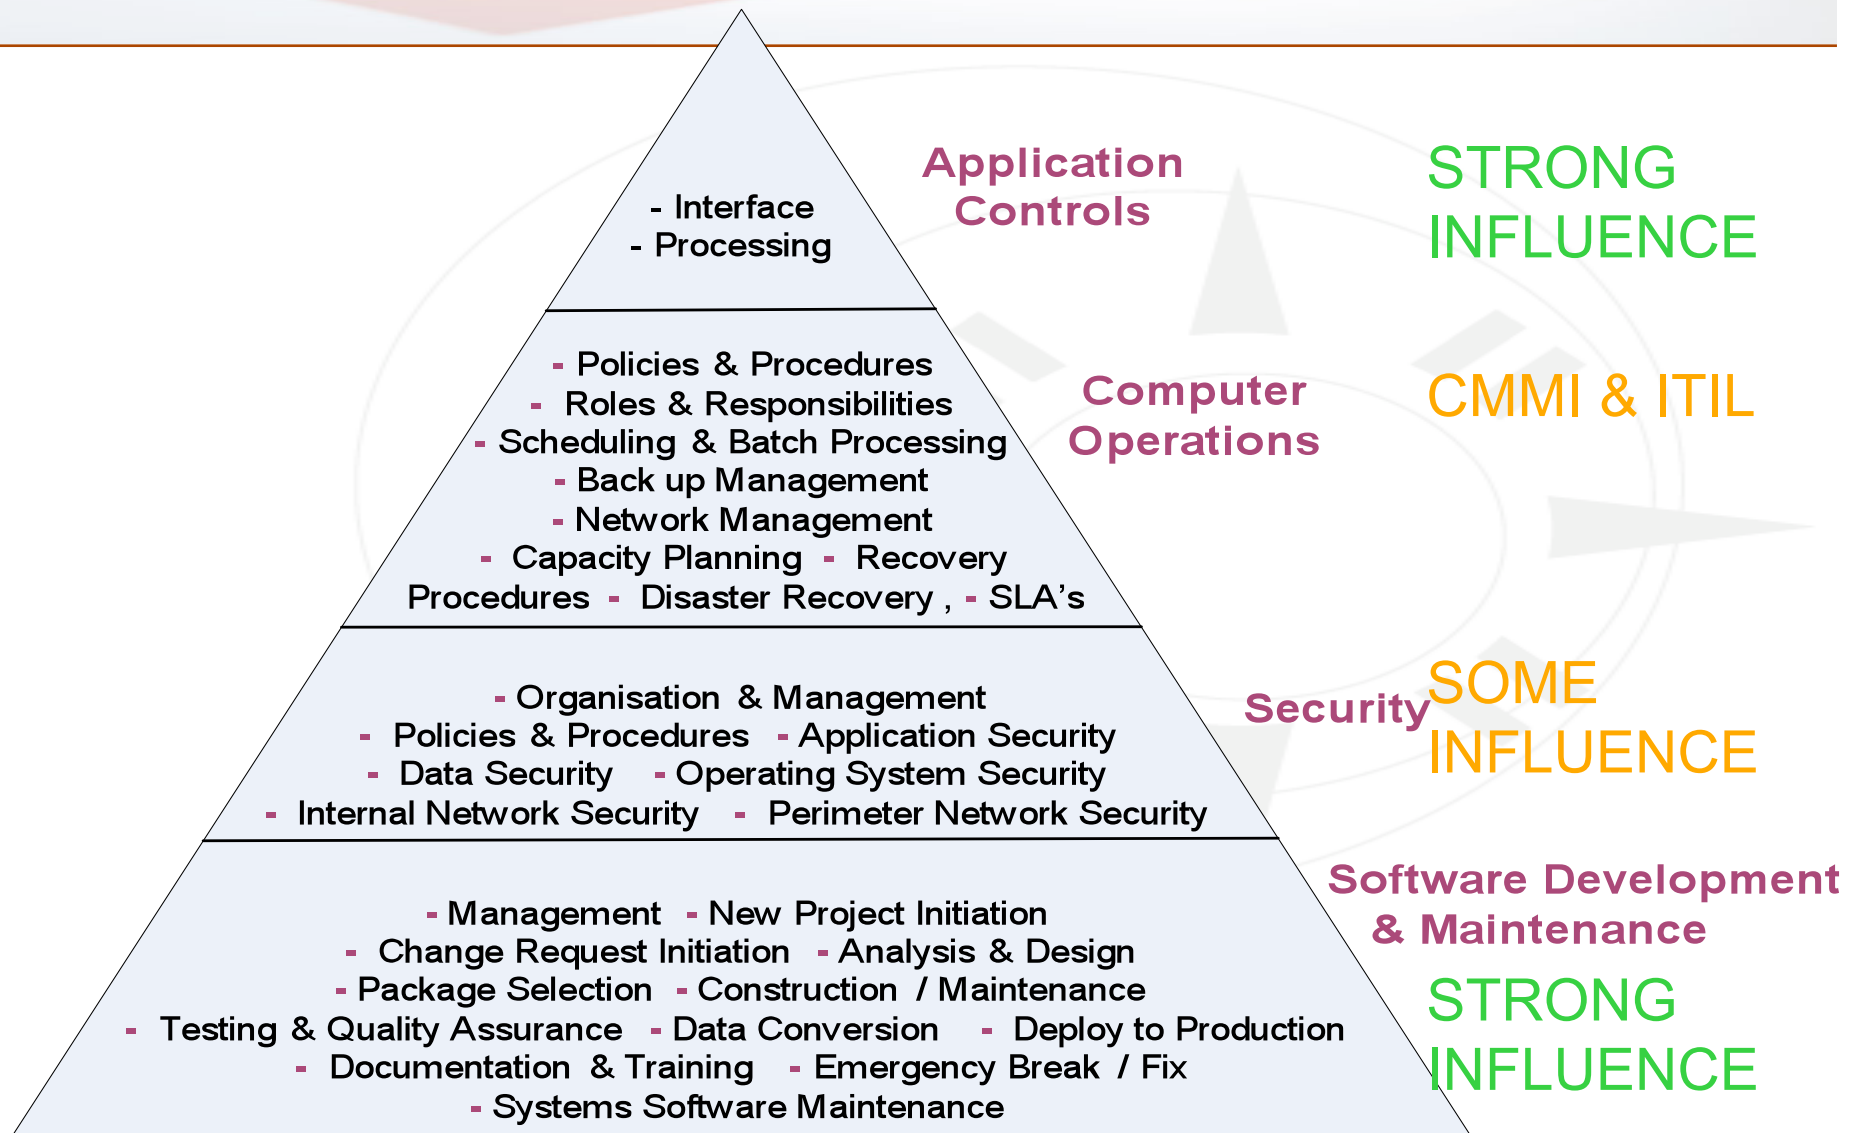 - Interface
- Processing
Application
Controls
STRONG
INFLUENCE
- Policies & Procedures
- Roles & Responsibilities
- Scheduling & Batch Processing
- Back up Management
- Network Management
- Capacity Planning - Recovery
Procedures - Disaster Recovery , - SLA’s
Computer
Operations
CMMI & ITIL
- Organisation & Management
- Policies & Procedures - Application Security
- Data Security - Operating System Security
- Internal Network Security - Perimeter Network Security
Security
SOME
INFLUENCE
- Management - New Project Initiation
- Change Request Initiation - Analysis & Design
- Package Selection - Construction / Maintenance
- Testing & Quality Assurance - Data Conversion - Deploy to Production
- Documentation & Training - Emergency Break / Fix
- Systems Software Maintenance
Software Development
& Maintenance
STRONG
INFLUENCE